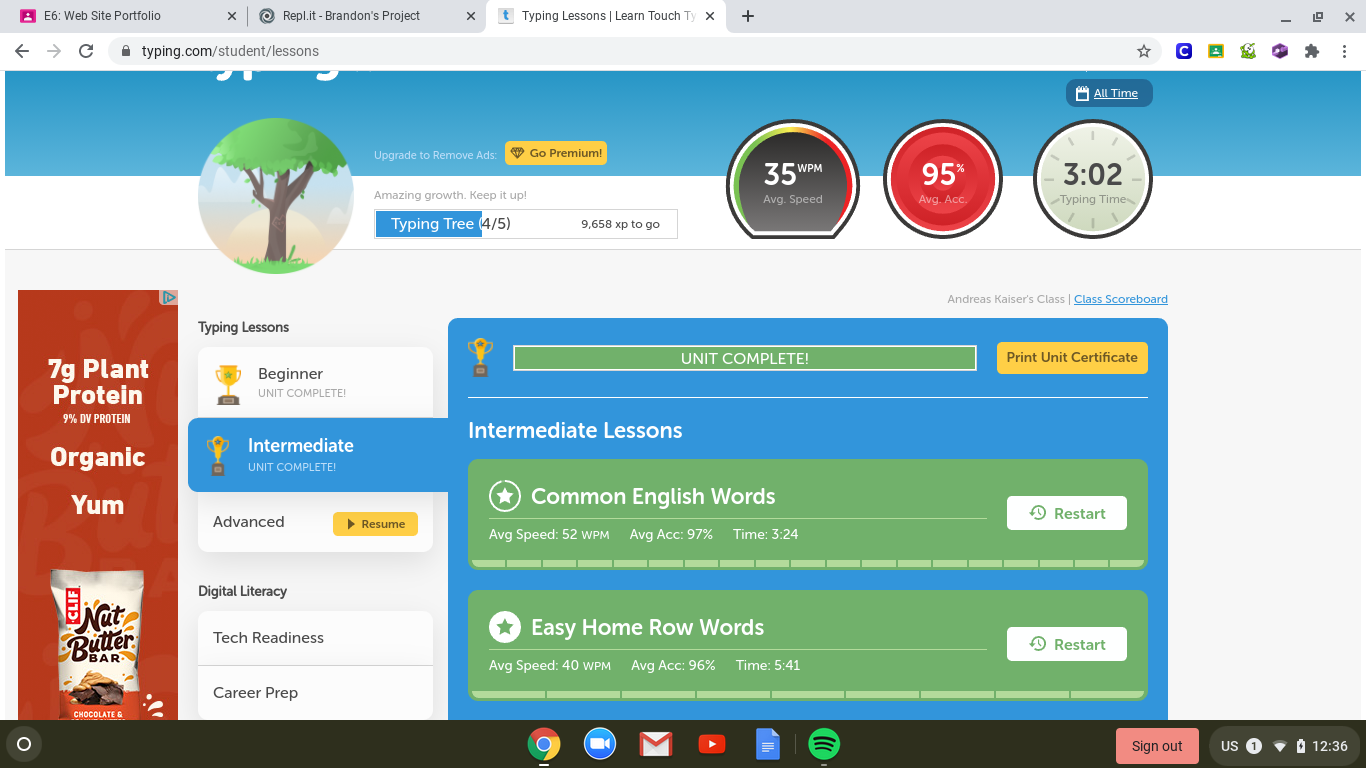 E6: Web Site Portfolio
Repl.it - Brandon's Project
Typing Lessons | Learn Touch Ty
typing.com/student/lessons
All Time
Upgrade to Remove Ads:
Go Premium!
Amazing growth. Keep it up!
Typing Tree (4/5)
9,658 xp to go
35 WPM
Avg. Speed
95%
Avg. Acc.
3:02
Typing Time
Andreas Kaiser's Class | Class Scoreboard
7g Plant
Protein
9% DV PROTEIN
Organic
Yum
CLIF
Nut
Butter
BAR
CHOCOLATE &
Typing Lessons
Beginner
UNIT COMPLETE!
Intermediate
UNIT COMPLETE!
Advanced
Resume
Digital Literacy
Tech Readiness
Career Prep
UNIT COMPLETE!
Print Unit Certificate
Intermediate Lessons
Common English Words
Avg Speed: 52 WPM Avg Acc: 97% Time: 3:24
Restart
Easy Home Row Words
Avg Speed: 40 WPM Avg Acc: 96% Time: 5:41
Restart
Sign out
US 1 12:36